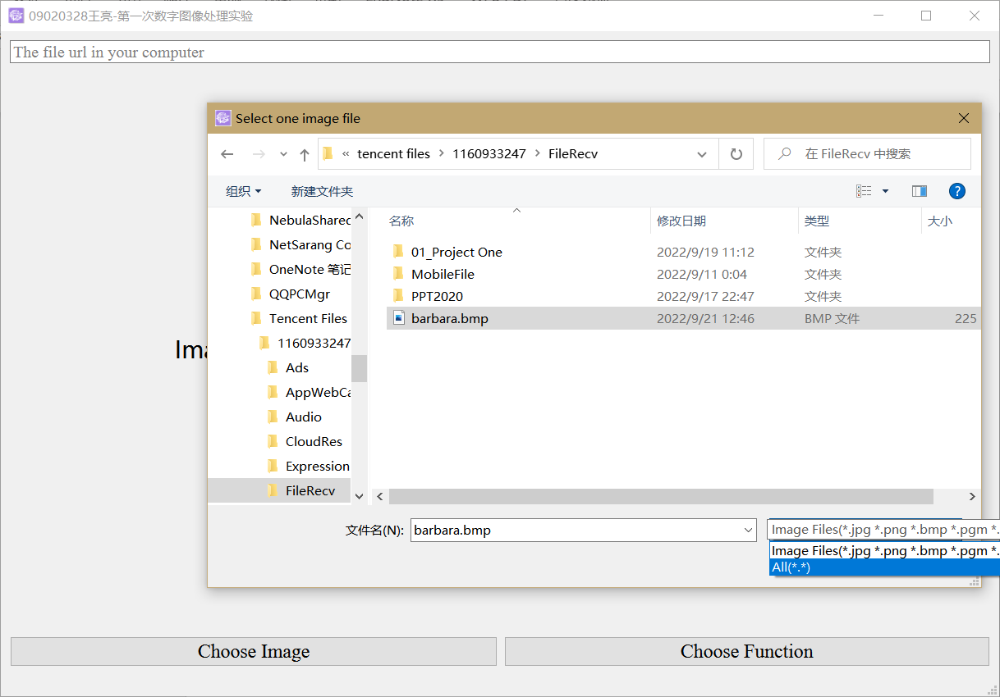 09020328王亮-第一次数字图像处理实验
The file url in your computer
Select one image file
« tencent files > 1160933247 > FileRecv
在 FileRecv 中搜索
组织 新建文件夹
NebulaShared
NetSarang Co
OneNote 笔记
QQPCMgr
Tencent Files
1160933247
Ads
AppWebCa
Audio
CloudRes
Expression
FileRecv
名称 修改日期 类型 大小
01_Project One 2022/9/19 11:12 文件夹
MobileFile 2022/9/11 0:04 文件夹
PPT2020 2022/9/17 22:47 文件夹
barbara.bmp 2022/9/21 12:46 BMP 文件 225
Ima
文件名(N): barbara.bmp
Image Files(*.jpg *.png *.bmp *.pgm *.
Image Files(*.jpg *.png *.bmp *.pgm *.
All(*.*)
Choose Image
Choose Function